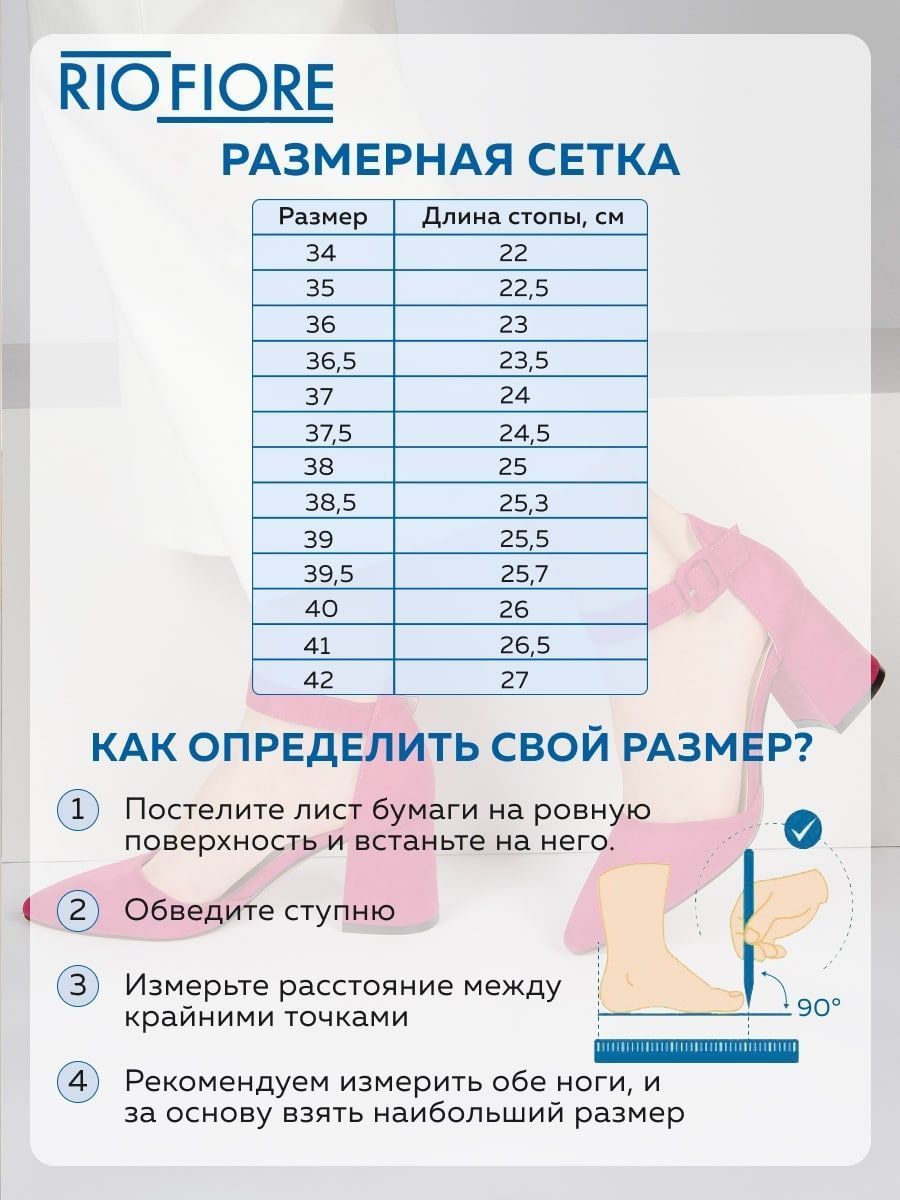 RIO FIORE
РАЗМЕРНАЯ СЕТКА
Размер Длина стопы, см
34 22
35 22,5
36 23
36,5 23,5
37 24
37,5 24,5
38 25
38,5 25,3
39 25,5
39,5 25,7
40 26
41 26,5
42 27
КАК ОПРЕДЕЛИТЬ СВОЙ РАЗМЕР?
1 Постелите лист бумаги на ровную
поверхность и встаньте на него.
2 Обведите ступню
3 Измерьте расстояние между
крайними точками
90°
4 Рекомендуем измерить обе ноги, и
за основу взять наибольший размер